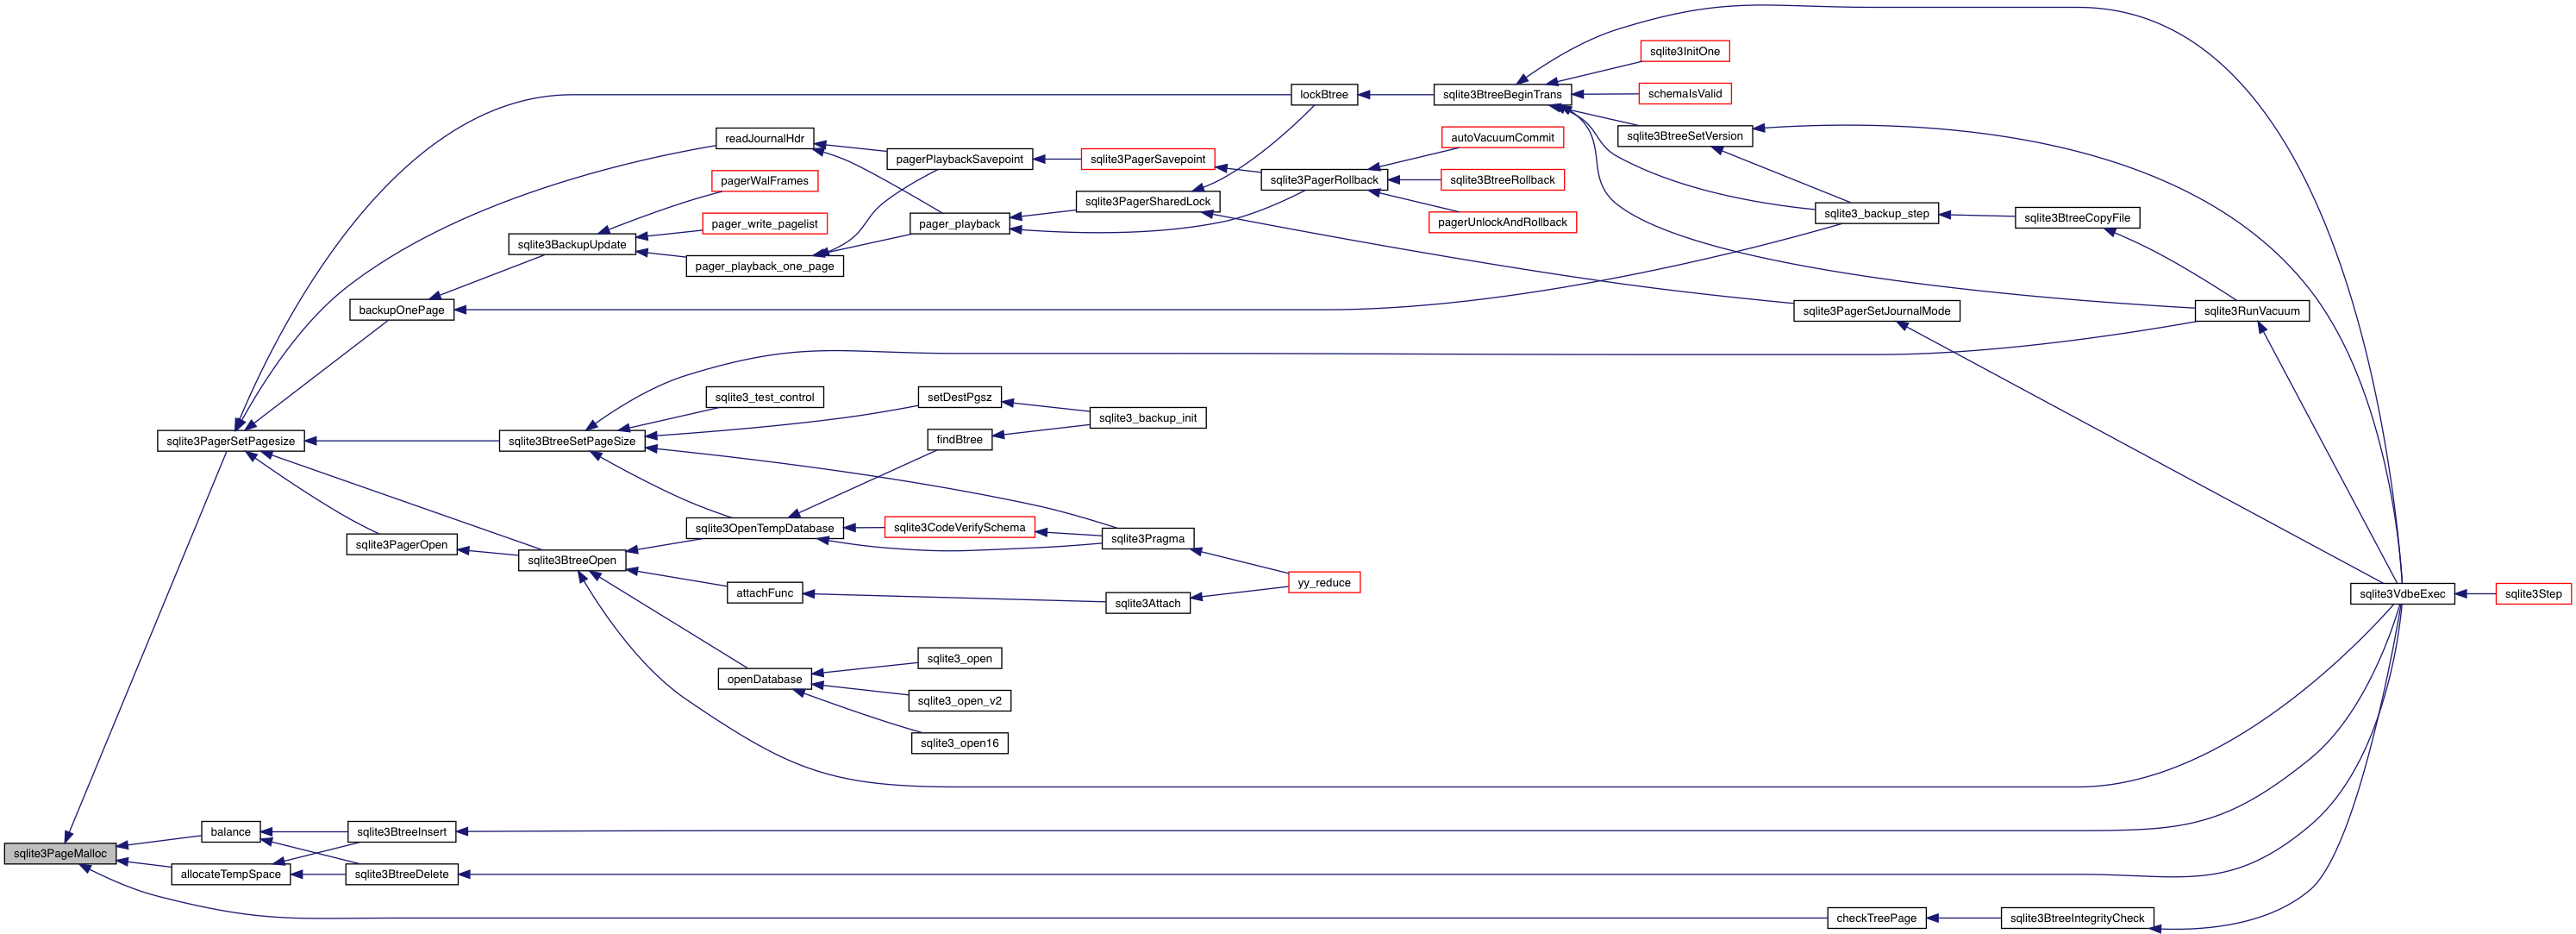 sqlite3InitOne
lockBtree
sqlite3BtreeBeginTrans
schemaIsValid
readJournalHdr
autoVacuumCommit
sqlite3BtreeSetVersion
pagerPlaybackSavepoint
sqlite3PagerSavepoint
pagerWalFrames
sqlite3PagerRollback
sqlite3BtreeRollback
sqlite3PagerSharedLock
pager_write_pagelist
pager_playback
pagerUnlockAndRollback
sqlite3_backup_step
sqlite3BtreeCopyFile
sqlite3BackupUpdate
pager_playback_one_page
backupOnePage
sqlite3PagerSetJournalMode
sqlite3RunVacuum
sqlite3_test_control
setDestPgsz
sqlite3_backup_init
sqlite3PagerSetPagesize
sqlite3BtreeSetPageSize
findBtree
sqlite3OpenTempDatabase
sqlite3CodeVerifySchema
sqlite3Pragma
sqlite3PagerOpen
sqlite3BtreeOpen
yy_reduce
attachFunc
sqlite3Attach
sqlite3VdbeExec
sqlite3Step
sqlite3_open
openDatabase
sqlite3_open_v2
sqlite3_open16
balance
sqlite3BtreeInsert
sqlite3PageMalloc
allocateTempSpace
sqlite3BtreeDelete
checkTreePage
sqlite3BtreeIntegrityCheck